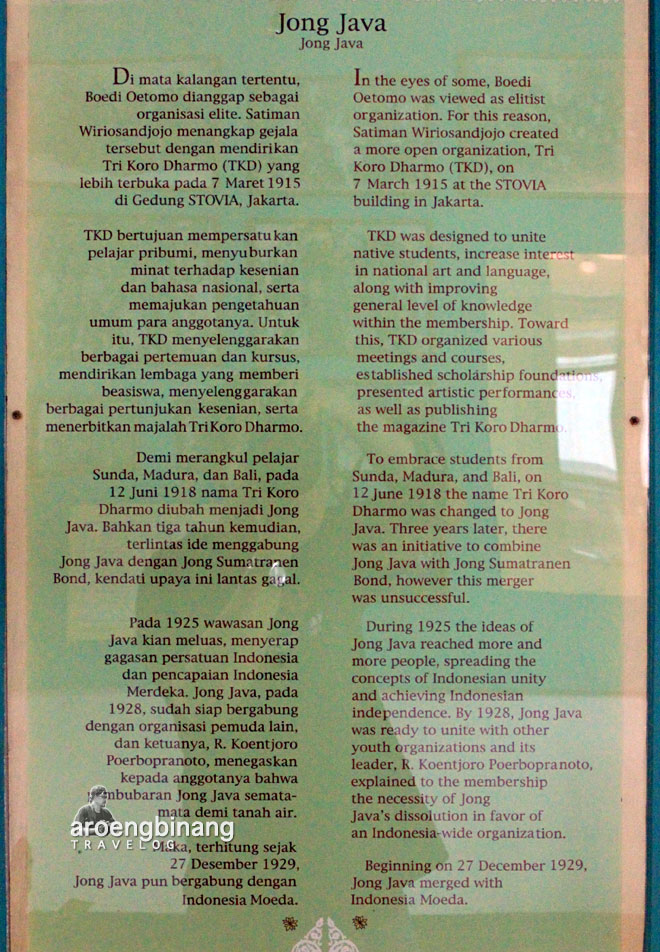 Jong Java
Jong Java
Di mata kalangan tertentu,
Boedi Oetomo dianggap sebagai
organisasi elite. Satiman
Wiriosandjojo menangkap gejala
tersebut dengan mendirikan
Tri Koro Dharmo (TKD) yang
lebih terbuka pada 7 Maret 1915
di Gedung STOVIA, Jakarta.
TKD bertujuan mempersatukan
pelajar pribumi, menyuburkan
minat terhadap kesenian
dan bahasa nasional, serta
memajukan pengetahuan
umum para anggotanya. Untuk
itu, TKD menyelenggarakan
berbagai pertemuan dan kursus,
mendirikan lembaga yang memberi
beasiswa, menyelenggarakan
berbagai pertunjukan kesenian, serta
menerbitkan majalah Tri Koro Dharmo.
Demi merangkul pelajar
Sunda, Madura, dan Bali, pada
12 Juni 1918 nama Tri Koro
Dharmo diubah menjadi Jong
Java. Bahkan tiga tahun kemudian,
terlintas ide menggabung
Jong Java dengan Jong Sumatranen
Bond, kendati upaya ini lantas gagal.
Pada 1925 wawasan Jong
Java kian meluas, menyerap
gagasan persatuan Indonesia
dan pencapaian Indonesia
Merdeka. Jong Java, pada
1928, sudah siap bergabung
dengan organisasi pemuda lain,
dan ketuanya, R. Koentjoro
Poerbopranoto, menegaskan
kepada anggotanya bahwa
pembubaran Jong Java semata-
mata demi tanah air.
Maka, terhitung sejak
27 Desember 1929,
Jong Java pun bergabung dengan
Indonesia Moeda.
In the eyes of some, Boedi
Oetomo was viewed as elitist
organization. For this reason,
Satiman Wiriosandjojo created
a more open organization, Tri
Koro Dharmo (TKD), on
7 March 1915 at the STOVIA
building in Jakarta.
TKD was designed to unite
native students, increase interest
in national art and language,
along with improving
general level of knowledge
within the membership. Toward
this, TKD organized various
meetings and courses,
established scholarship foundations,
presented artistic performances,
as well as publishing
the magazine Tri Koro Dharmo.
To embrace students from
Sunda, Madura, and Bali, on
12 June 1918 the name Tri Koro
Dharmo was changed to Jong
Java. Three years later, there
was an initiative to combine
Jong Java with Jong Sumatranen
Bond, however this merger
was unsuccessful.
During 1925 the ideas of
Jong Java reached more and
more people, spreading the
concepts of Indonesian unity
and achieving Indonesian
independence. By 1928, Jong Java
was ready to unite with other
youth organizations and its
leader, R. Koentjoro Poerbopranoto,
explained to the membership
the necessity of Jong
Java's dissolution in favor of
an Indonesia-wide organization.
Beginning on 27 December 1929,
Jong Java merged with
Indonesia Moeda.
aroengbinang
TRAVELOG